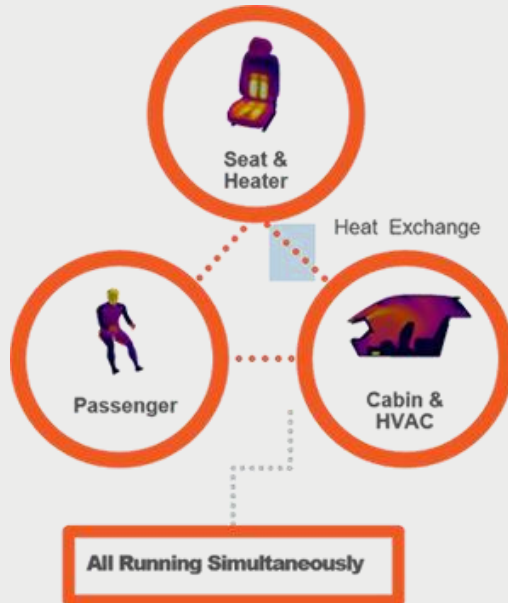 Seat &
Heater
Heat Exchange
Passenger
Cabin &
HVAC
All Running Simultaneously